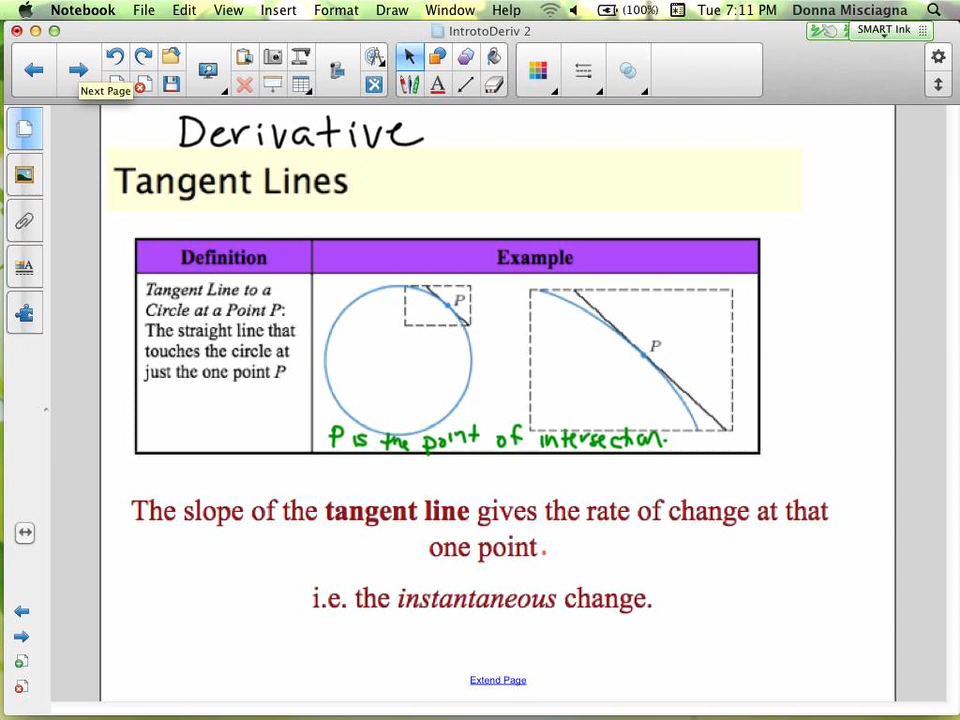 Notebook File Edit View Insert Format Draw Window Help (100%) Tue 7:11 PM Donna Misciagna
IntrotoDeriv 2
SMART Ink
Next Page
Derivative
Tangent Lines
Definition Example
Tangent Line to a
Circle at a Point P:
The straight line that
touches the circle at
just the one point P
P
P
P is the point of intersection.
The slope of the tangent line gives the rate of change at that
one point.
i.e. the instantaneous change.
Extend Page